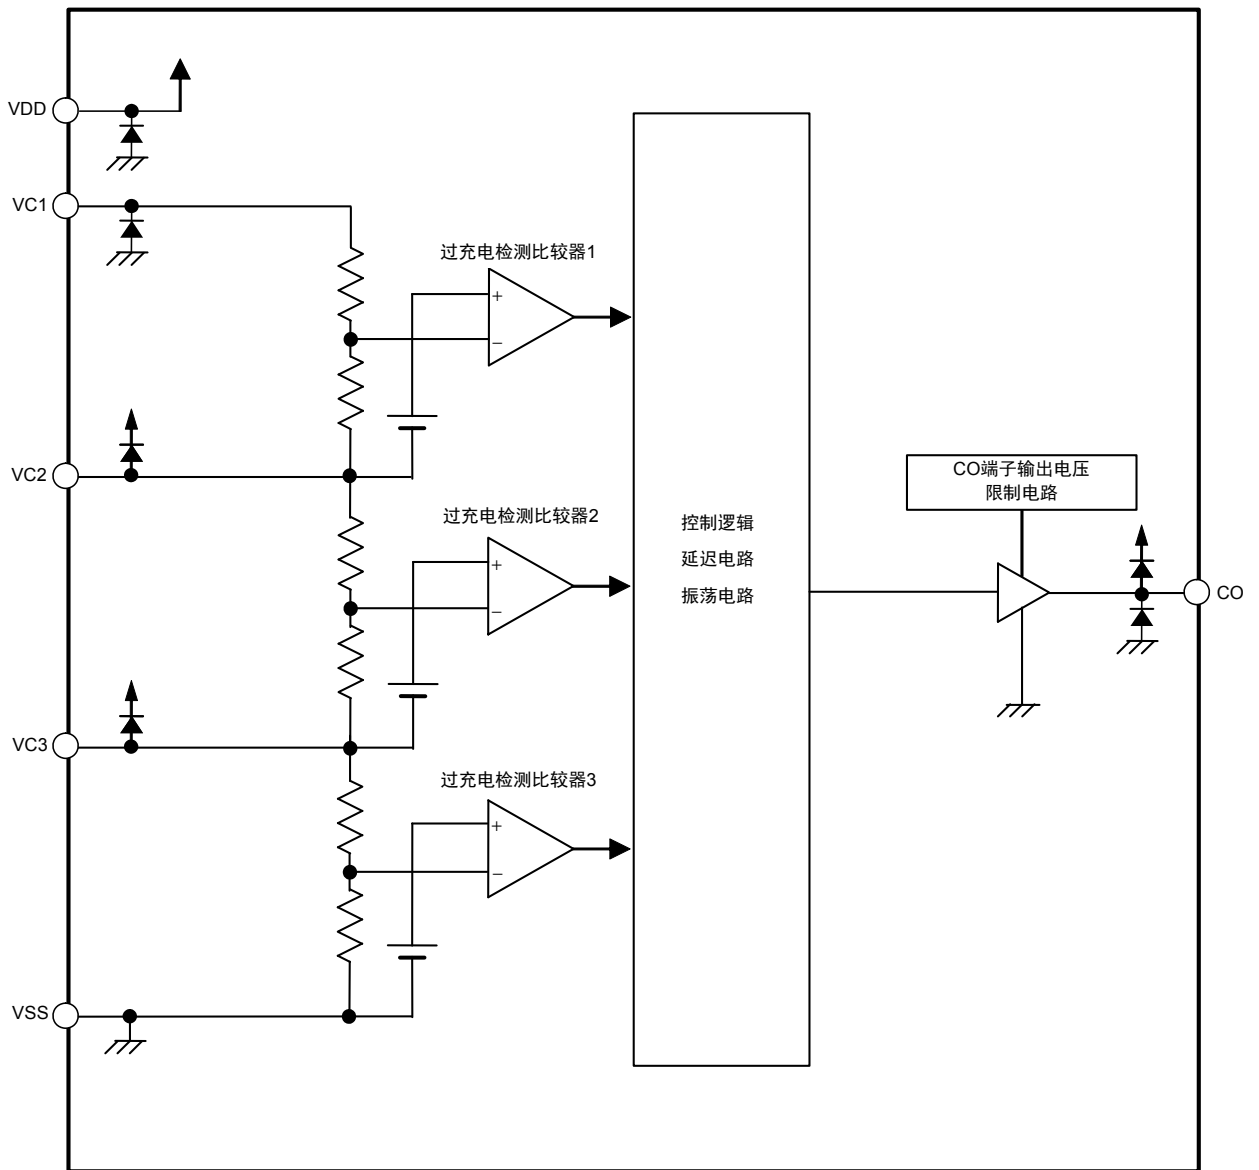 VDD
VC1
过充电检测比较器1
+
−
VC2
CO端子输出电压
限制电路
过充电检测比较器2
+
−
控制逻辑
延迟电路
振荡电路
CO
VC3
过充电检测比较器3
+
−
VSS